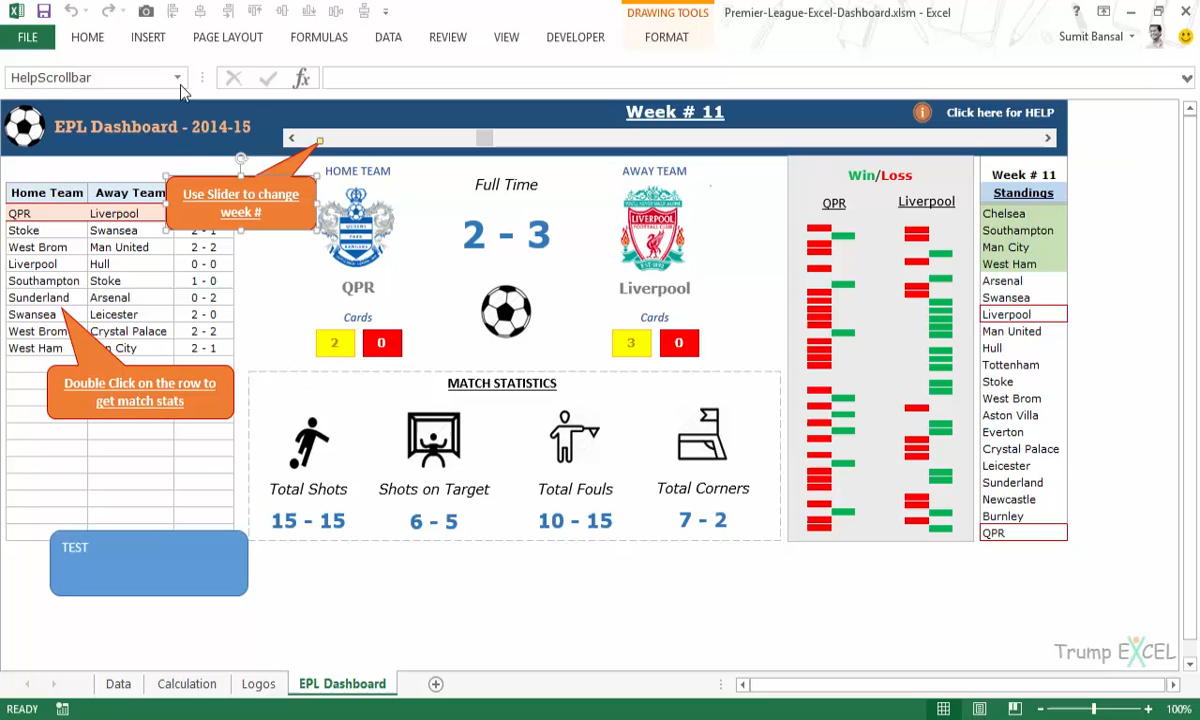 DRAWING TOOLS
Premier-League-Excel-Dashboard.xlsm - Excel
FILE HOME INSERT PAGE LAYOUT FORMULAS DATA REVIEW VIEW DEVELOPER FORMAT
Sumit Bansal
HelpScrollbar
fx
EPL Dashboard - 2014-15
Week # 11
Click here for HELP
Use Slider to change
week #
Home Team Away Team
QPR Liverpool
Stoke Swansea 2 - 1
West Brom Man United 2 - 2
Liverpool Hull 0 - 0
Southampton Stoke 1 - 0
Sunderland Arsenal 0 - 2
Swansea Leicester 2 - 0
West Brom Crystal Palace 2 - 2
West Ham City 2 - 1
Double Click on the row to
get match stats
TEST
HOME TEAM
QPR
Cards
2 0
Full Time
2 - 3
AWAY TEAM
LIVERPOOL
Liverpool
Cards
3 0
MATCH STATISTICS
Total Shots Shots on Target Total Fouls Total Corners
15 - 15 6 - 5 10 - 15 7 - 2
Win/Loss
QPR Liverpool
Week # 11
Standings
Chelsea
Southampton
Man City
West Ham
Arsenal
Swansea
Liverpool
Man United
Hull
Tottenham
Stoke
West Brom
Aston Villa
Everton
Crystal Palace
Leicester
Sunderland
Newcastle
Burnley
QPR
Trump EXCEL
Data Calculation Logos EPL Dashboard
READY
100%